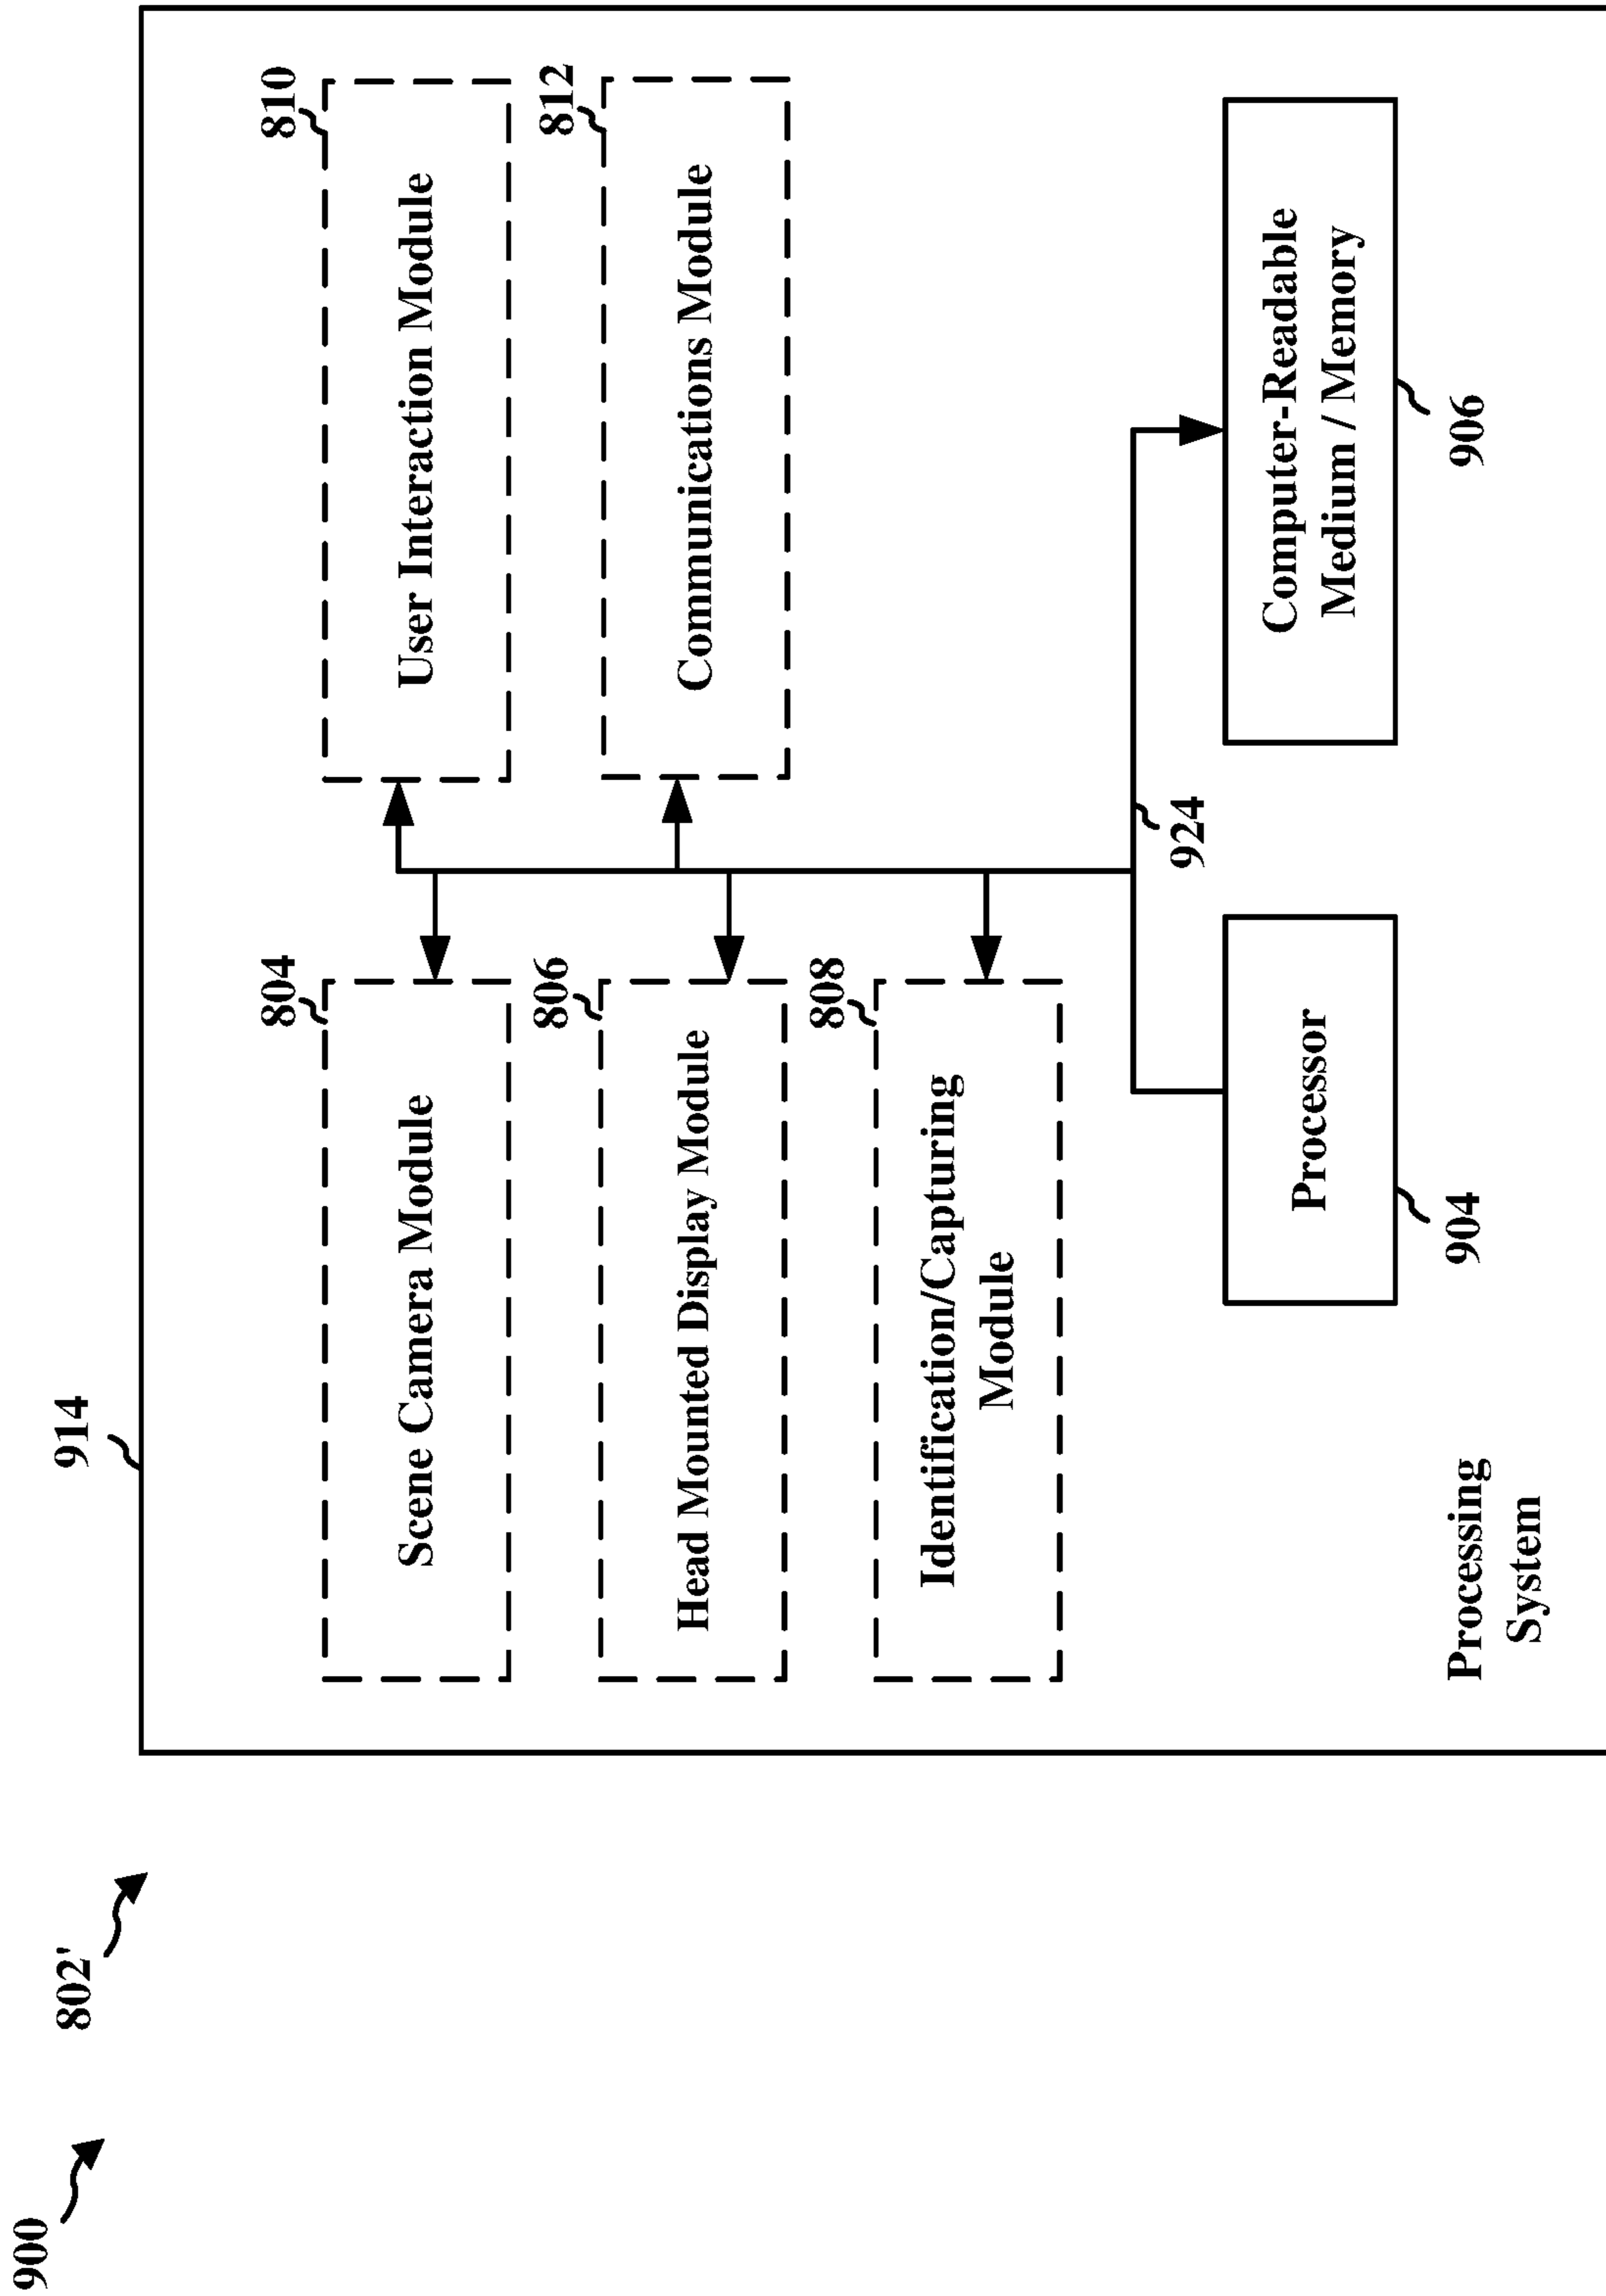 900
802'
914
804
Scene Camera Module
810
User Interaction Module
806
Head Mounted Display Module
812
Communications Module
808
Identification/Capturing
Module
924
Processor
904
Computer-Readable
Medium / Memory
906
Processing
System